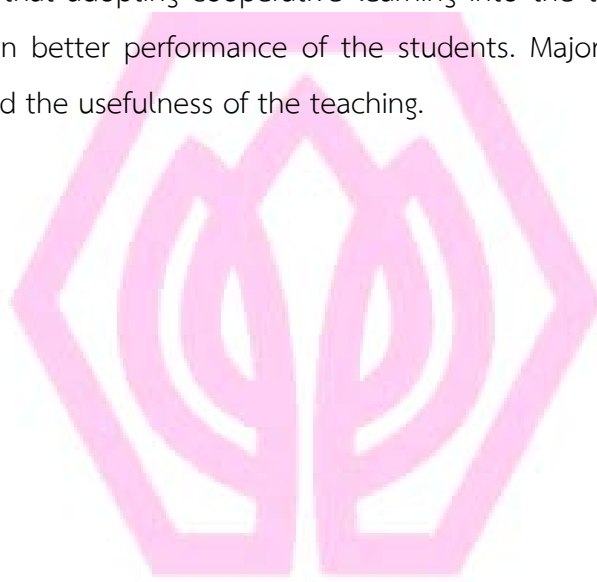 that adopting cooperative learning into the
n better performance of the students. Major
d the usefulness of the teaching.